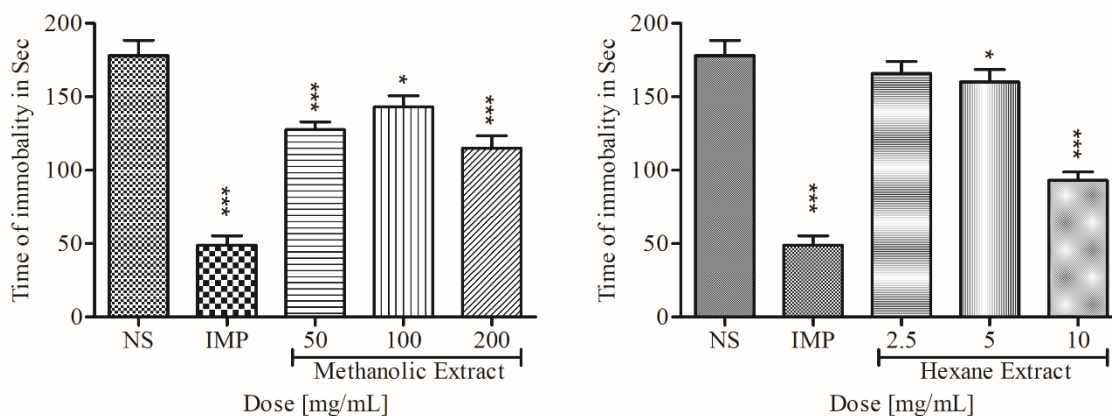 Time of immobality in Sec
200
150
100
50
0
***
***
*
***
NS IMP 50 100 200
Methanolic Extract
Dose [mg/mL]
Time of immobality in Sec
200
150
100
50
0
***
*
***
NS IMP 2.5 5 10
Hexane Extract
Dose [mg/mL]